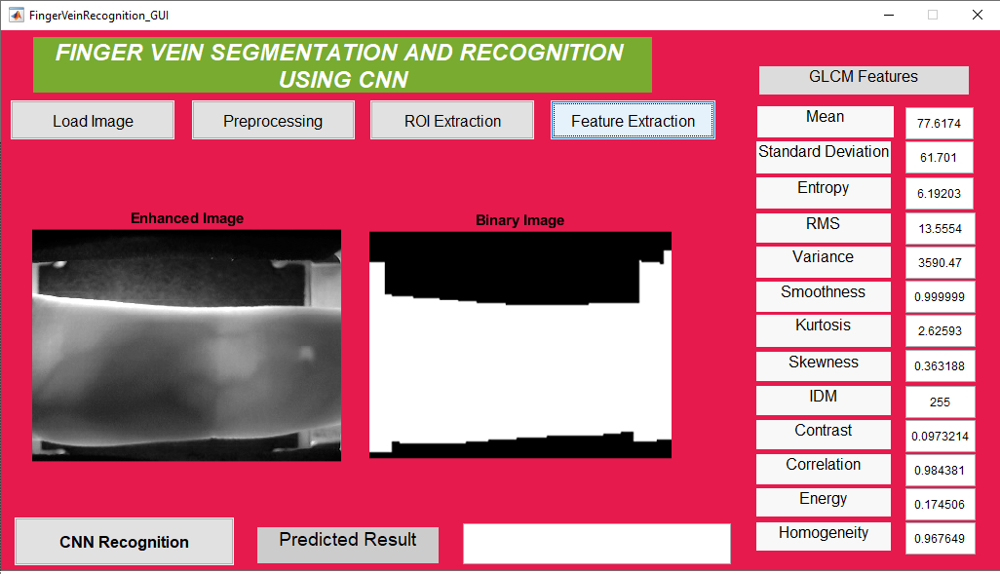 FingerVeinRecognition_GUI
FINGER VEIN SEGMENTATION AND RECOGNITION
USING CNN
Load Image
Preprocessing
ROI Extraction
Feature Extraction
Enhanced Image
Binary Image
CNN Recognition
Predicted Result
GLCM Features
Mean 77.6174
Standard Deviation 61.701
Entropy 6.19203
RMS 13.5554
Variance 3590.47
Smoothness 0.999999
Kurtosis 2.62593
Skewness 0.363188
IDM 255
Contrast 0.0973214
Correlation 0.984381
Energy 0.174506
Homogeneity 0.967649